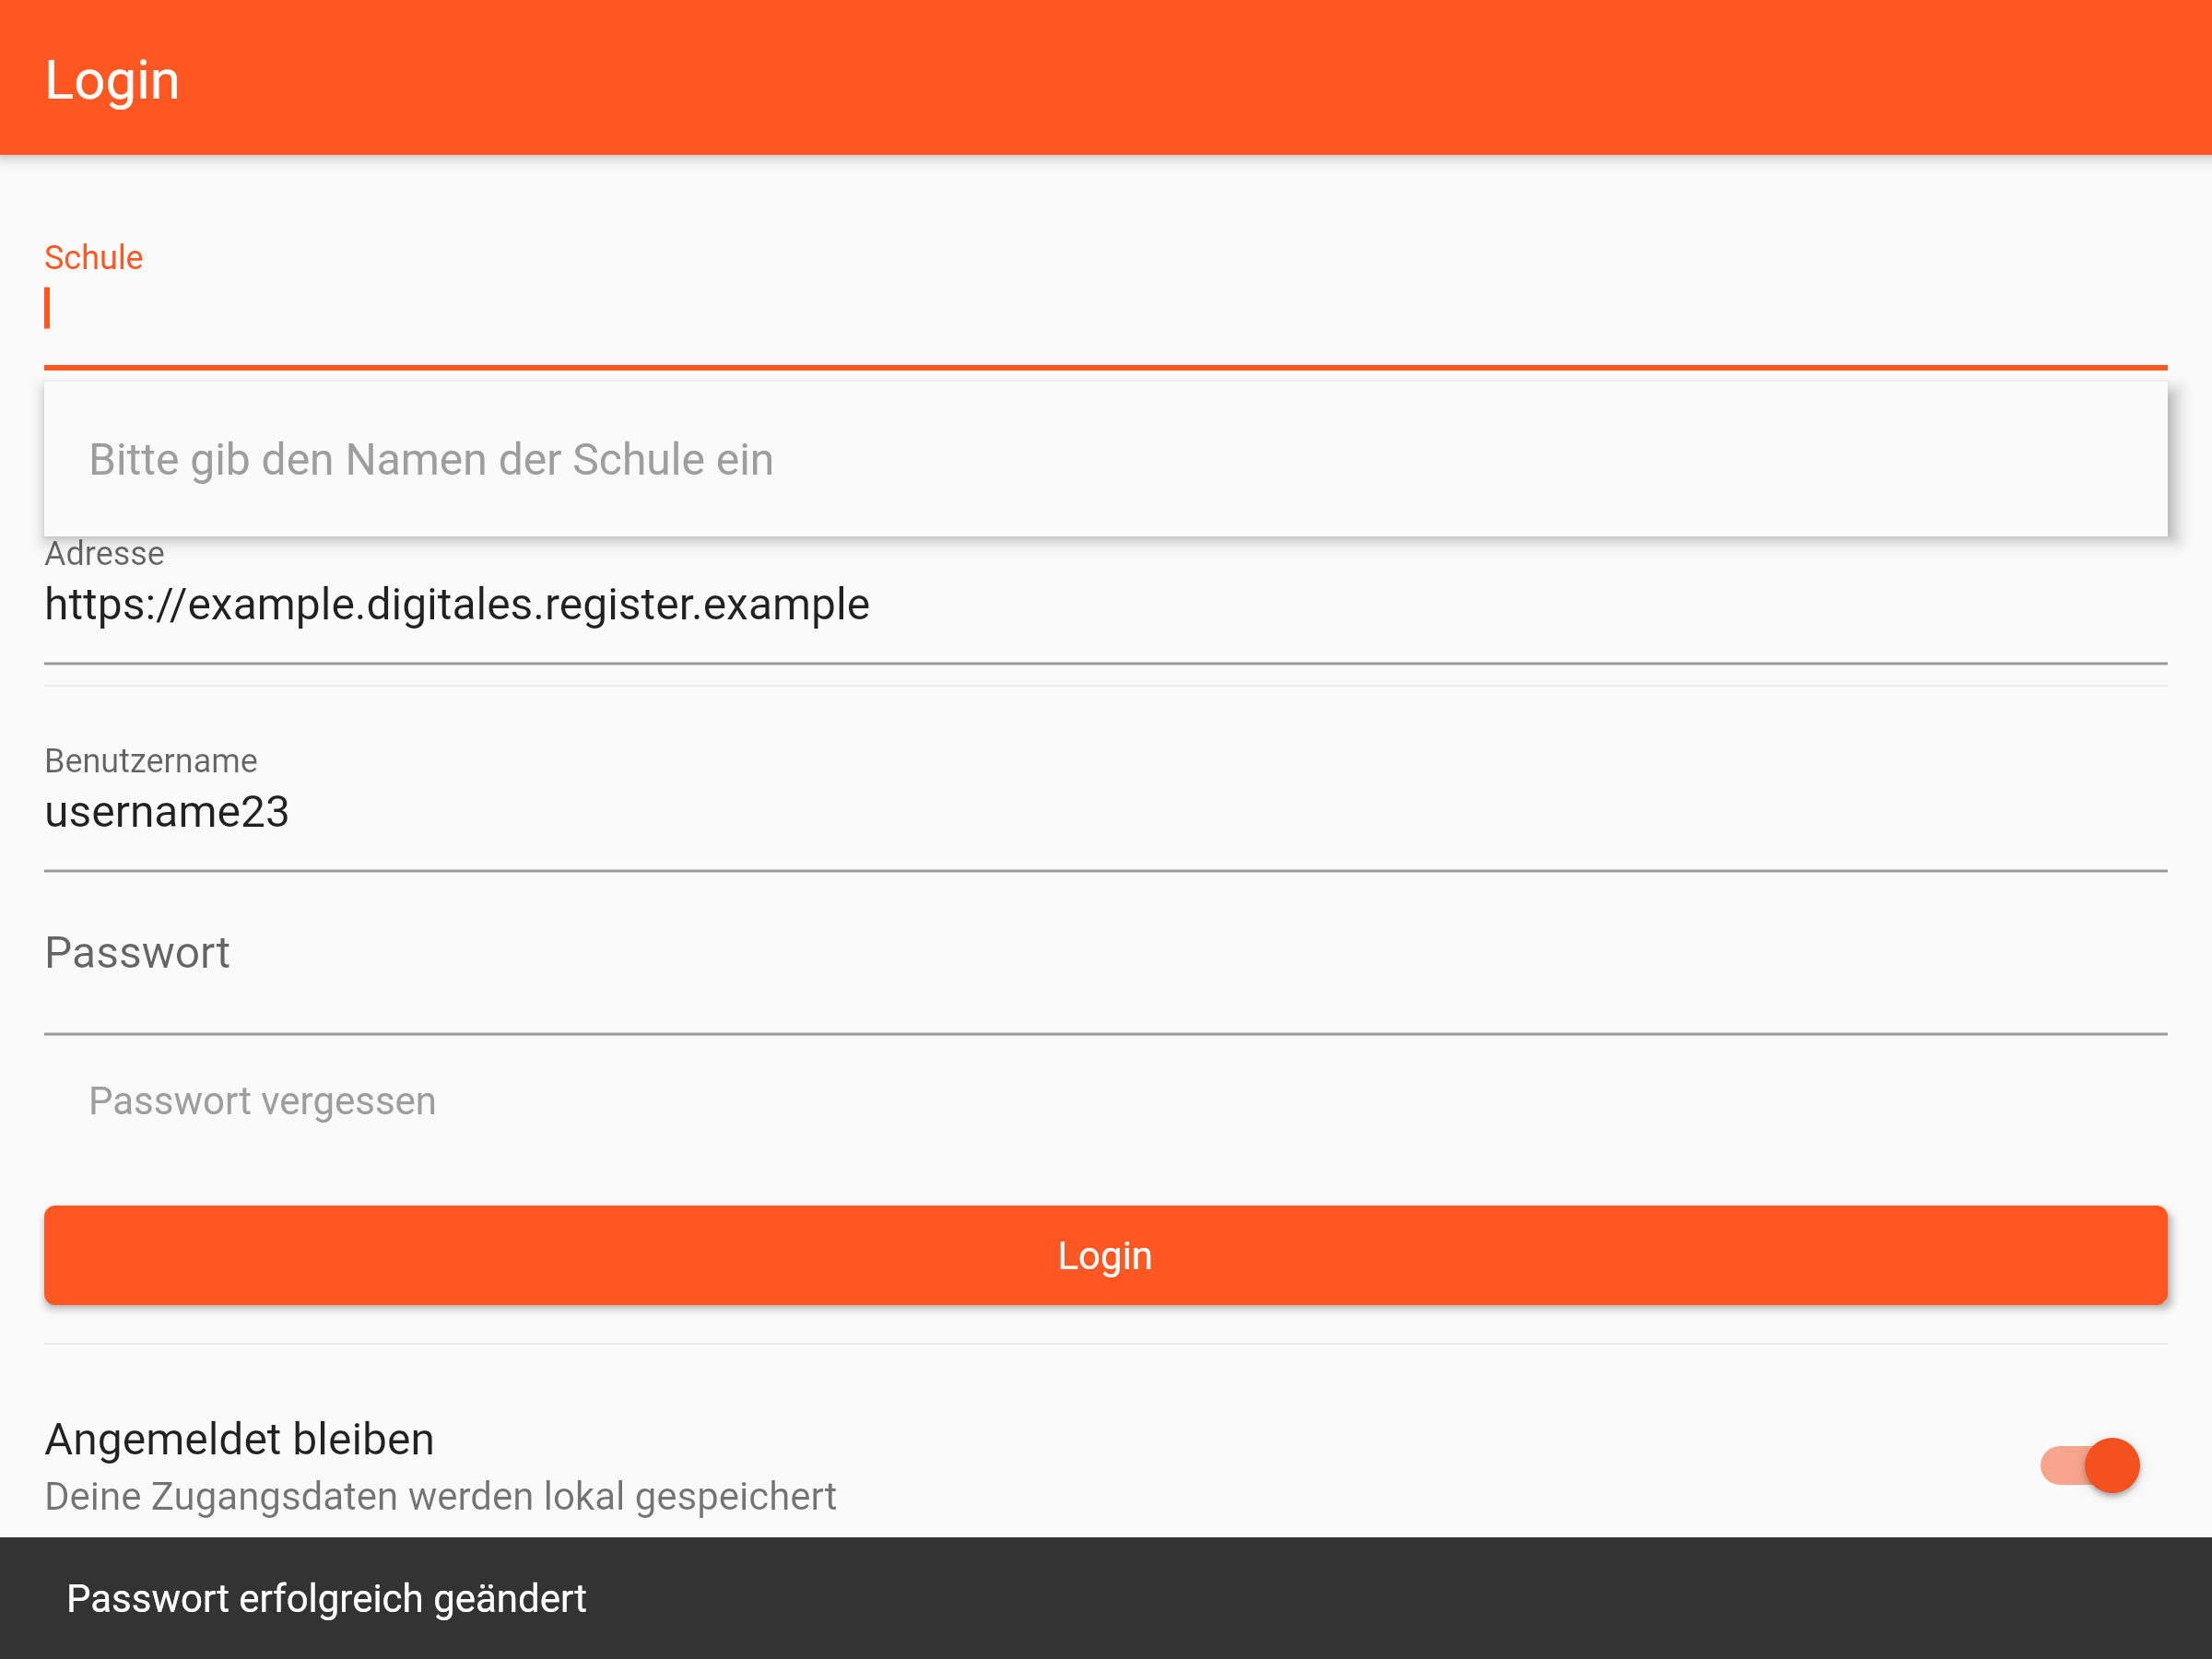 Login
Schule
Bitte gib den Namen der Schule ein
Adresse
https://example.digitales.register.example
Benutzername
username23
Passwort
Passwort vergessen
Login
Angemeldet bleiben
Deine Zugangsdaten werden lokal gespeichert
Passwort erfolgreich geändert